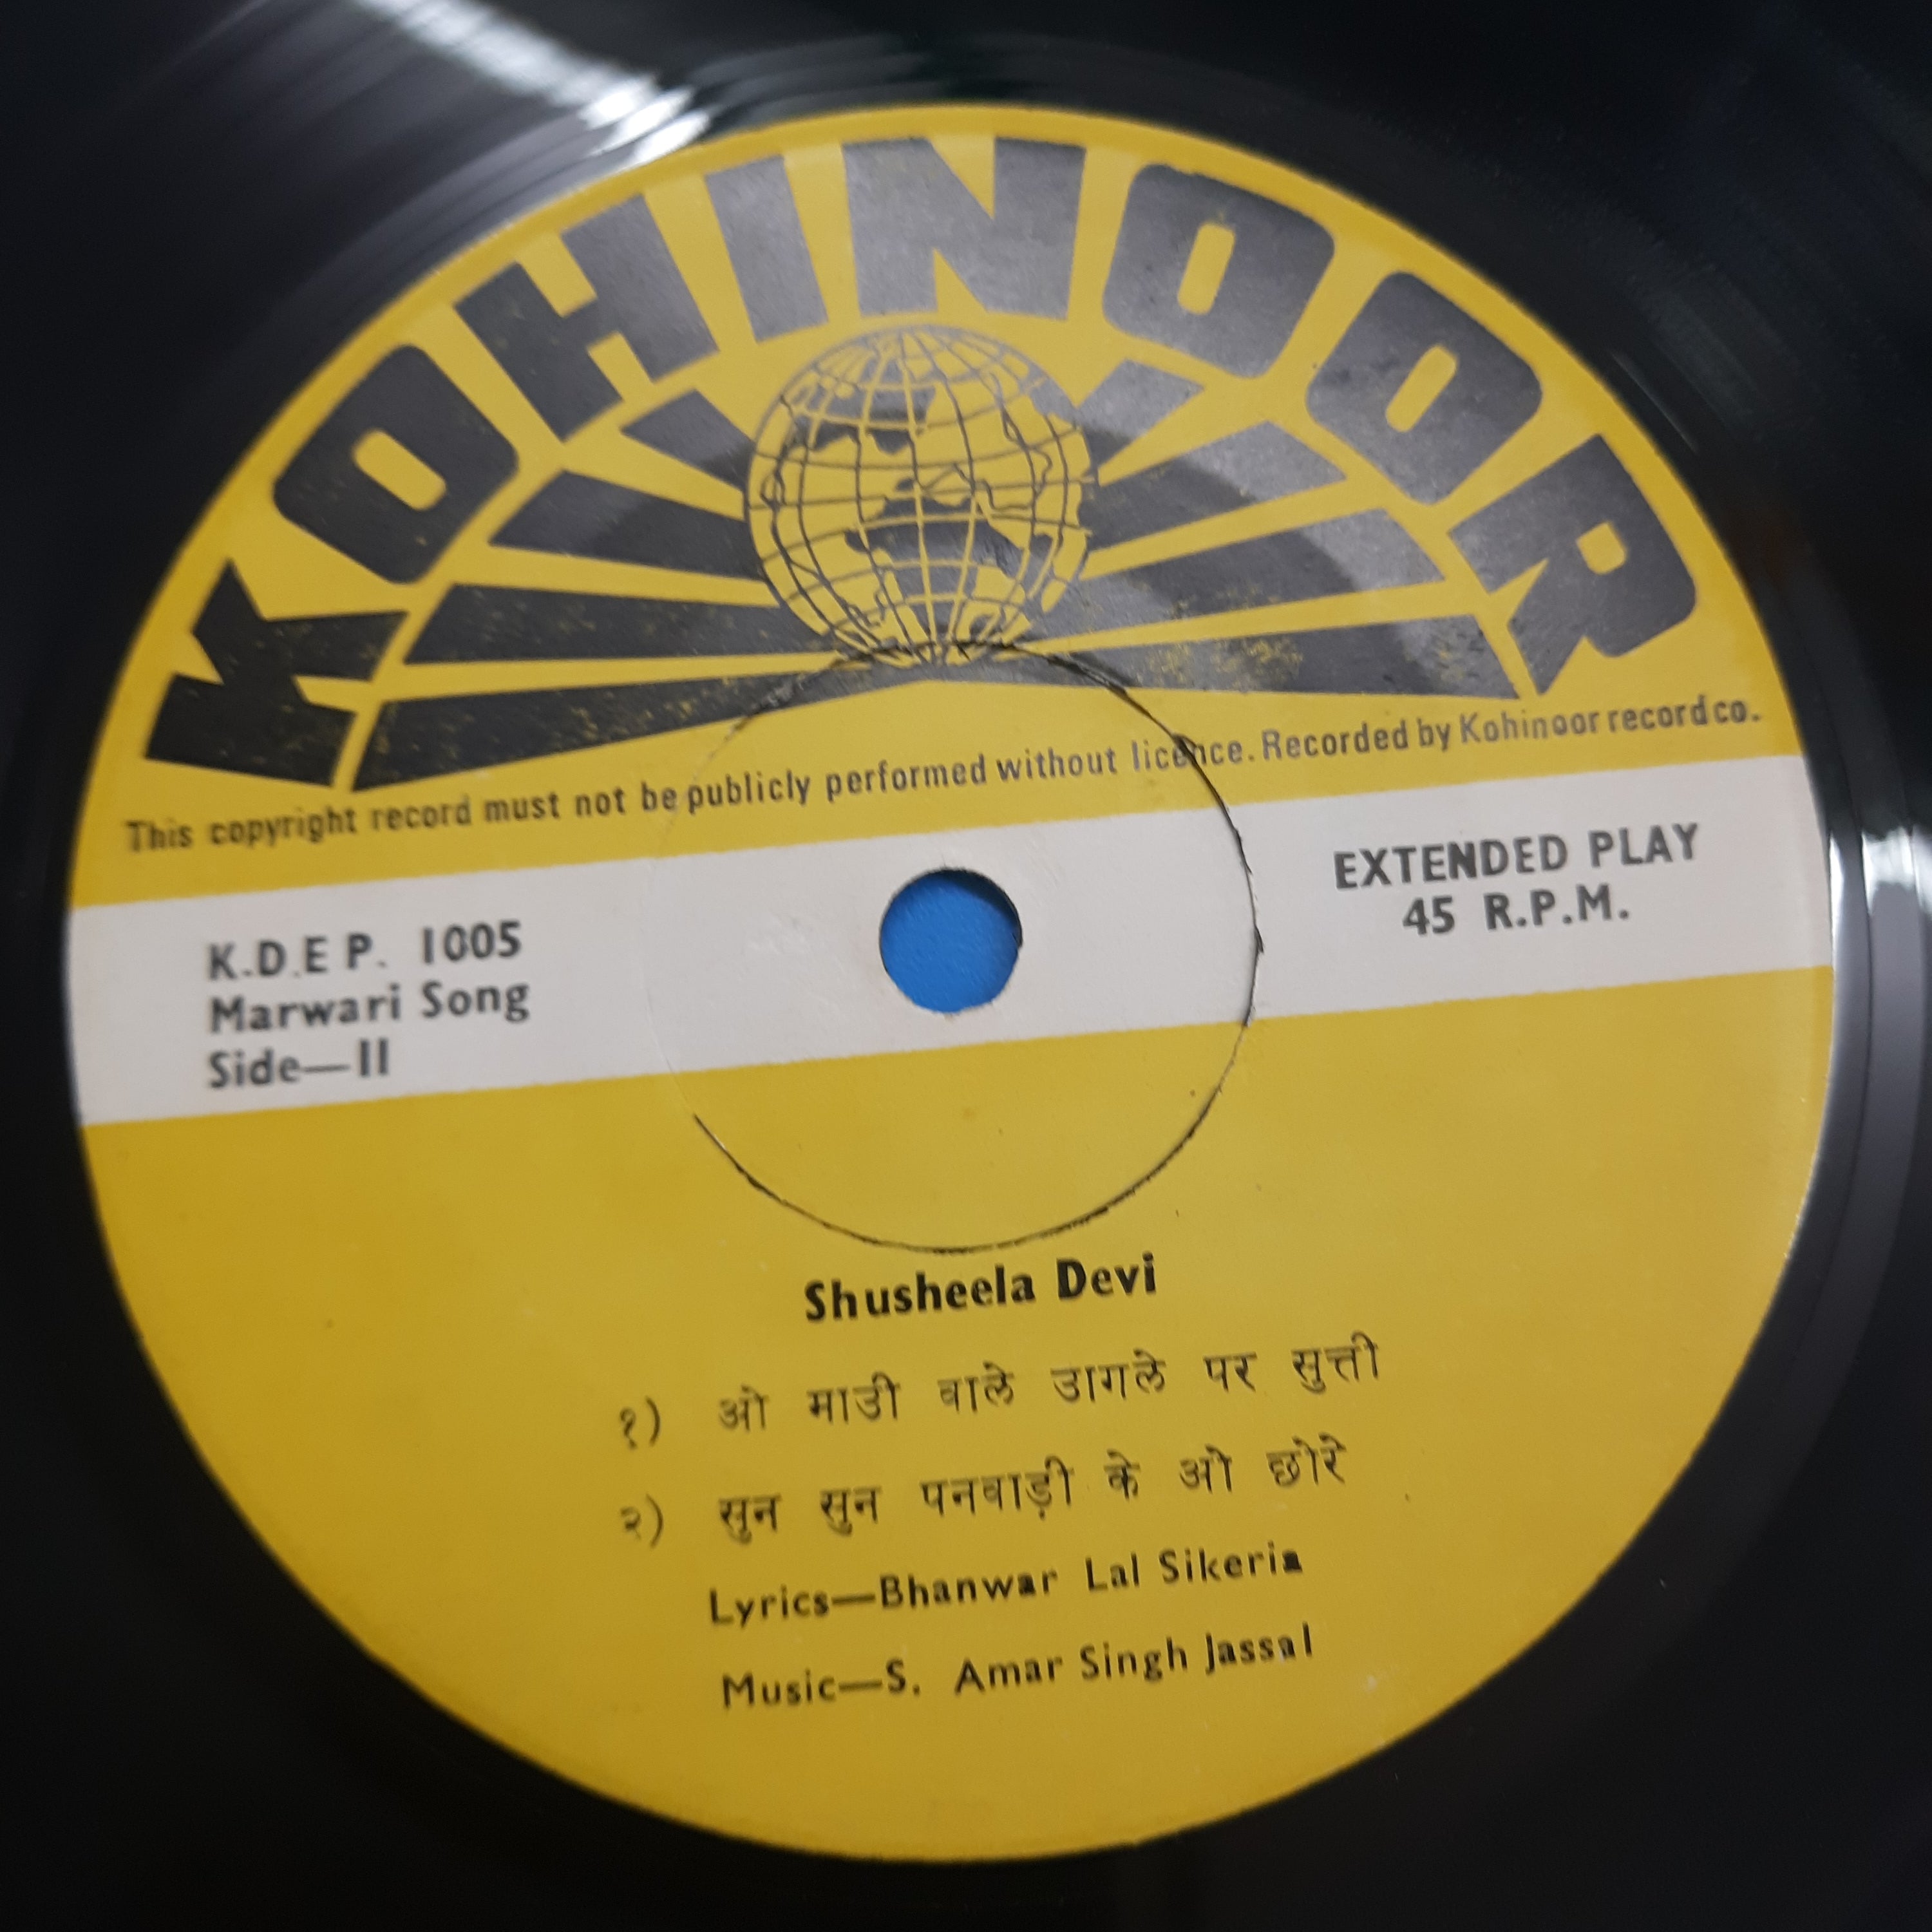 KOHINOOR
This copyright record must not be publicly performed without licence. Recorded by Kohinoor record co.
K.D.E P. 1005
Marwari Song
Side—II
EXTENDED PLAY
45 R.P.M.
Shusheela Devi
१) ओ माडी वाले डागले पर सुत्ती
२) सुन सुन पनवाड़ी के ओ छोरे
Lyrics—Bhanwar Lal Sikeria
Music—S. Amar Singh Jassal